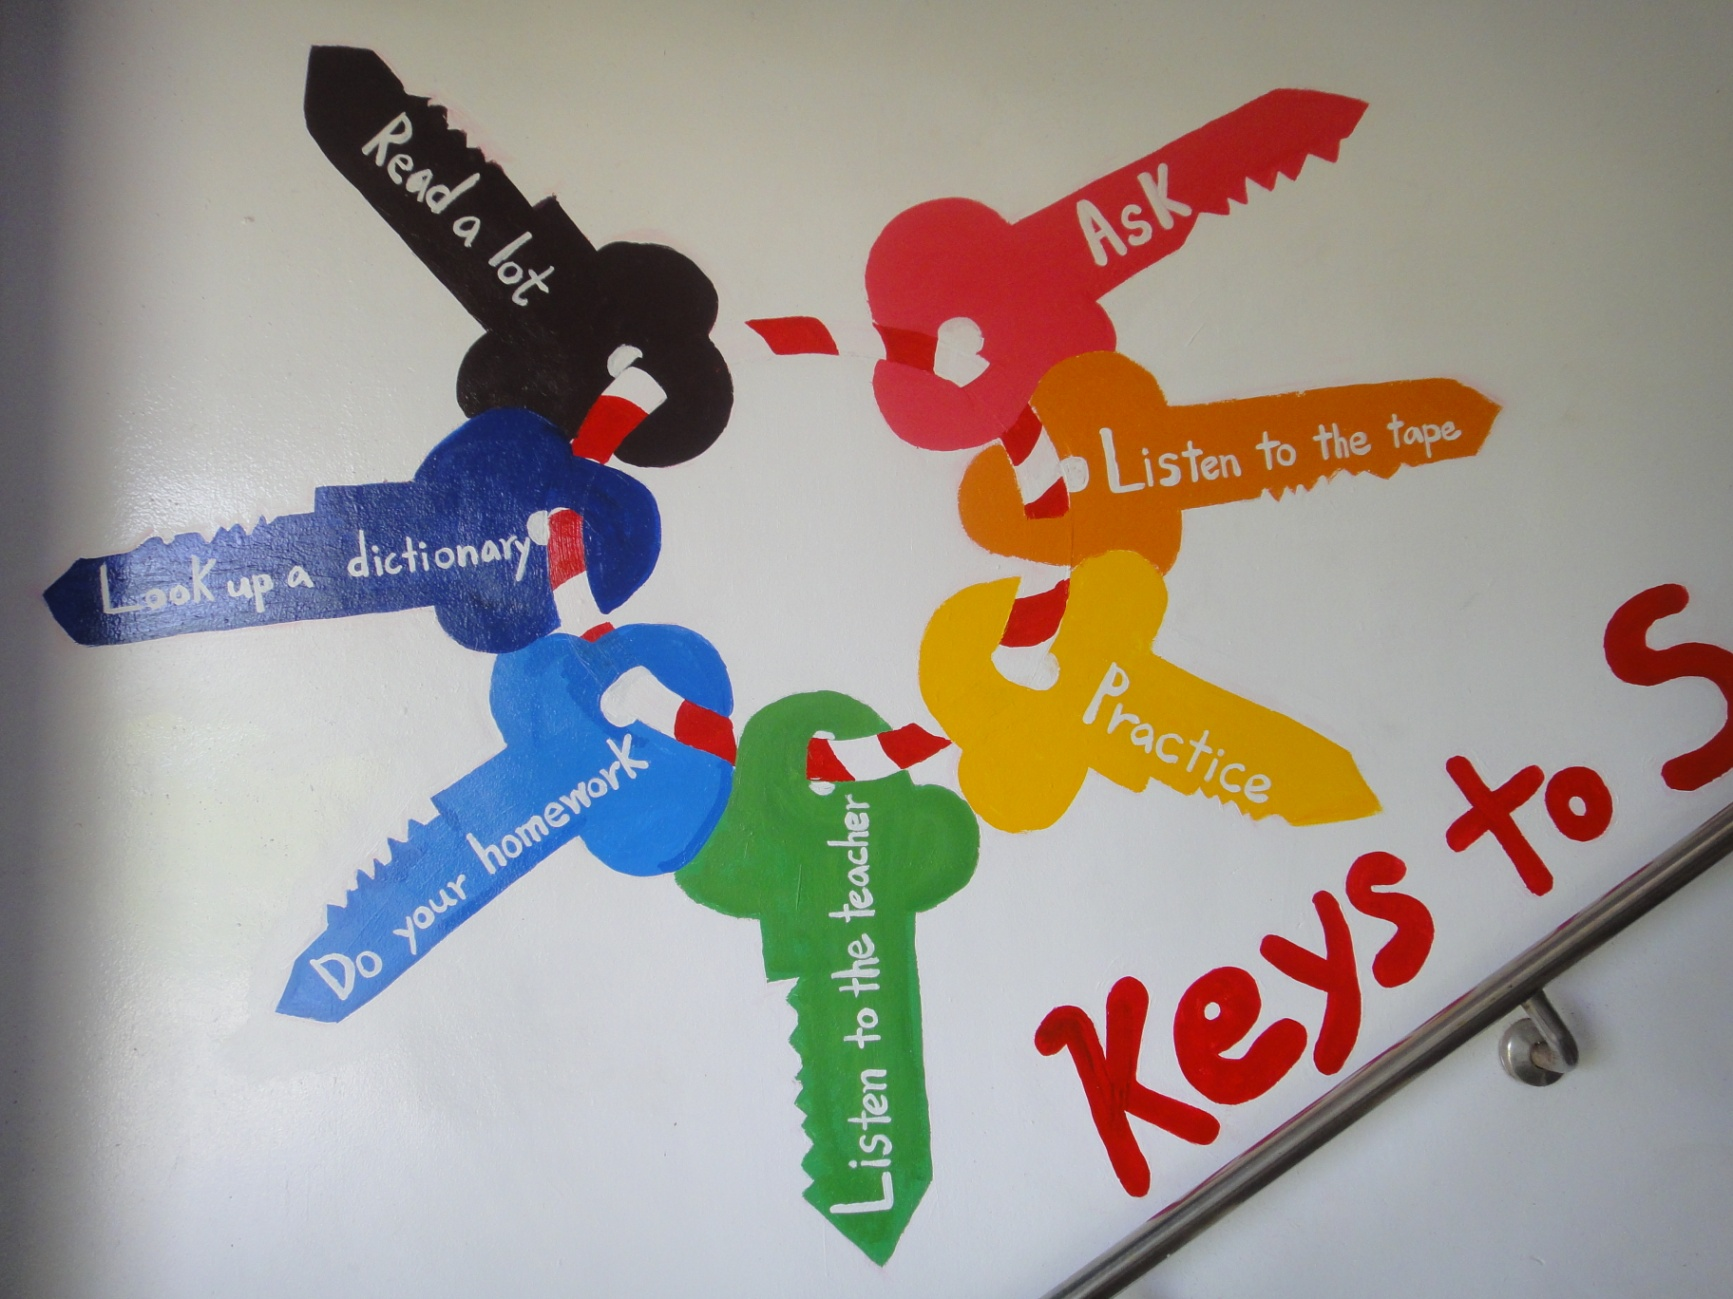 Read a lot
Ask
Listen to the tape
Look up a dictionary
Practice
Do your homework
Listen to the teacher
Keys to S